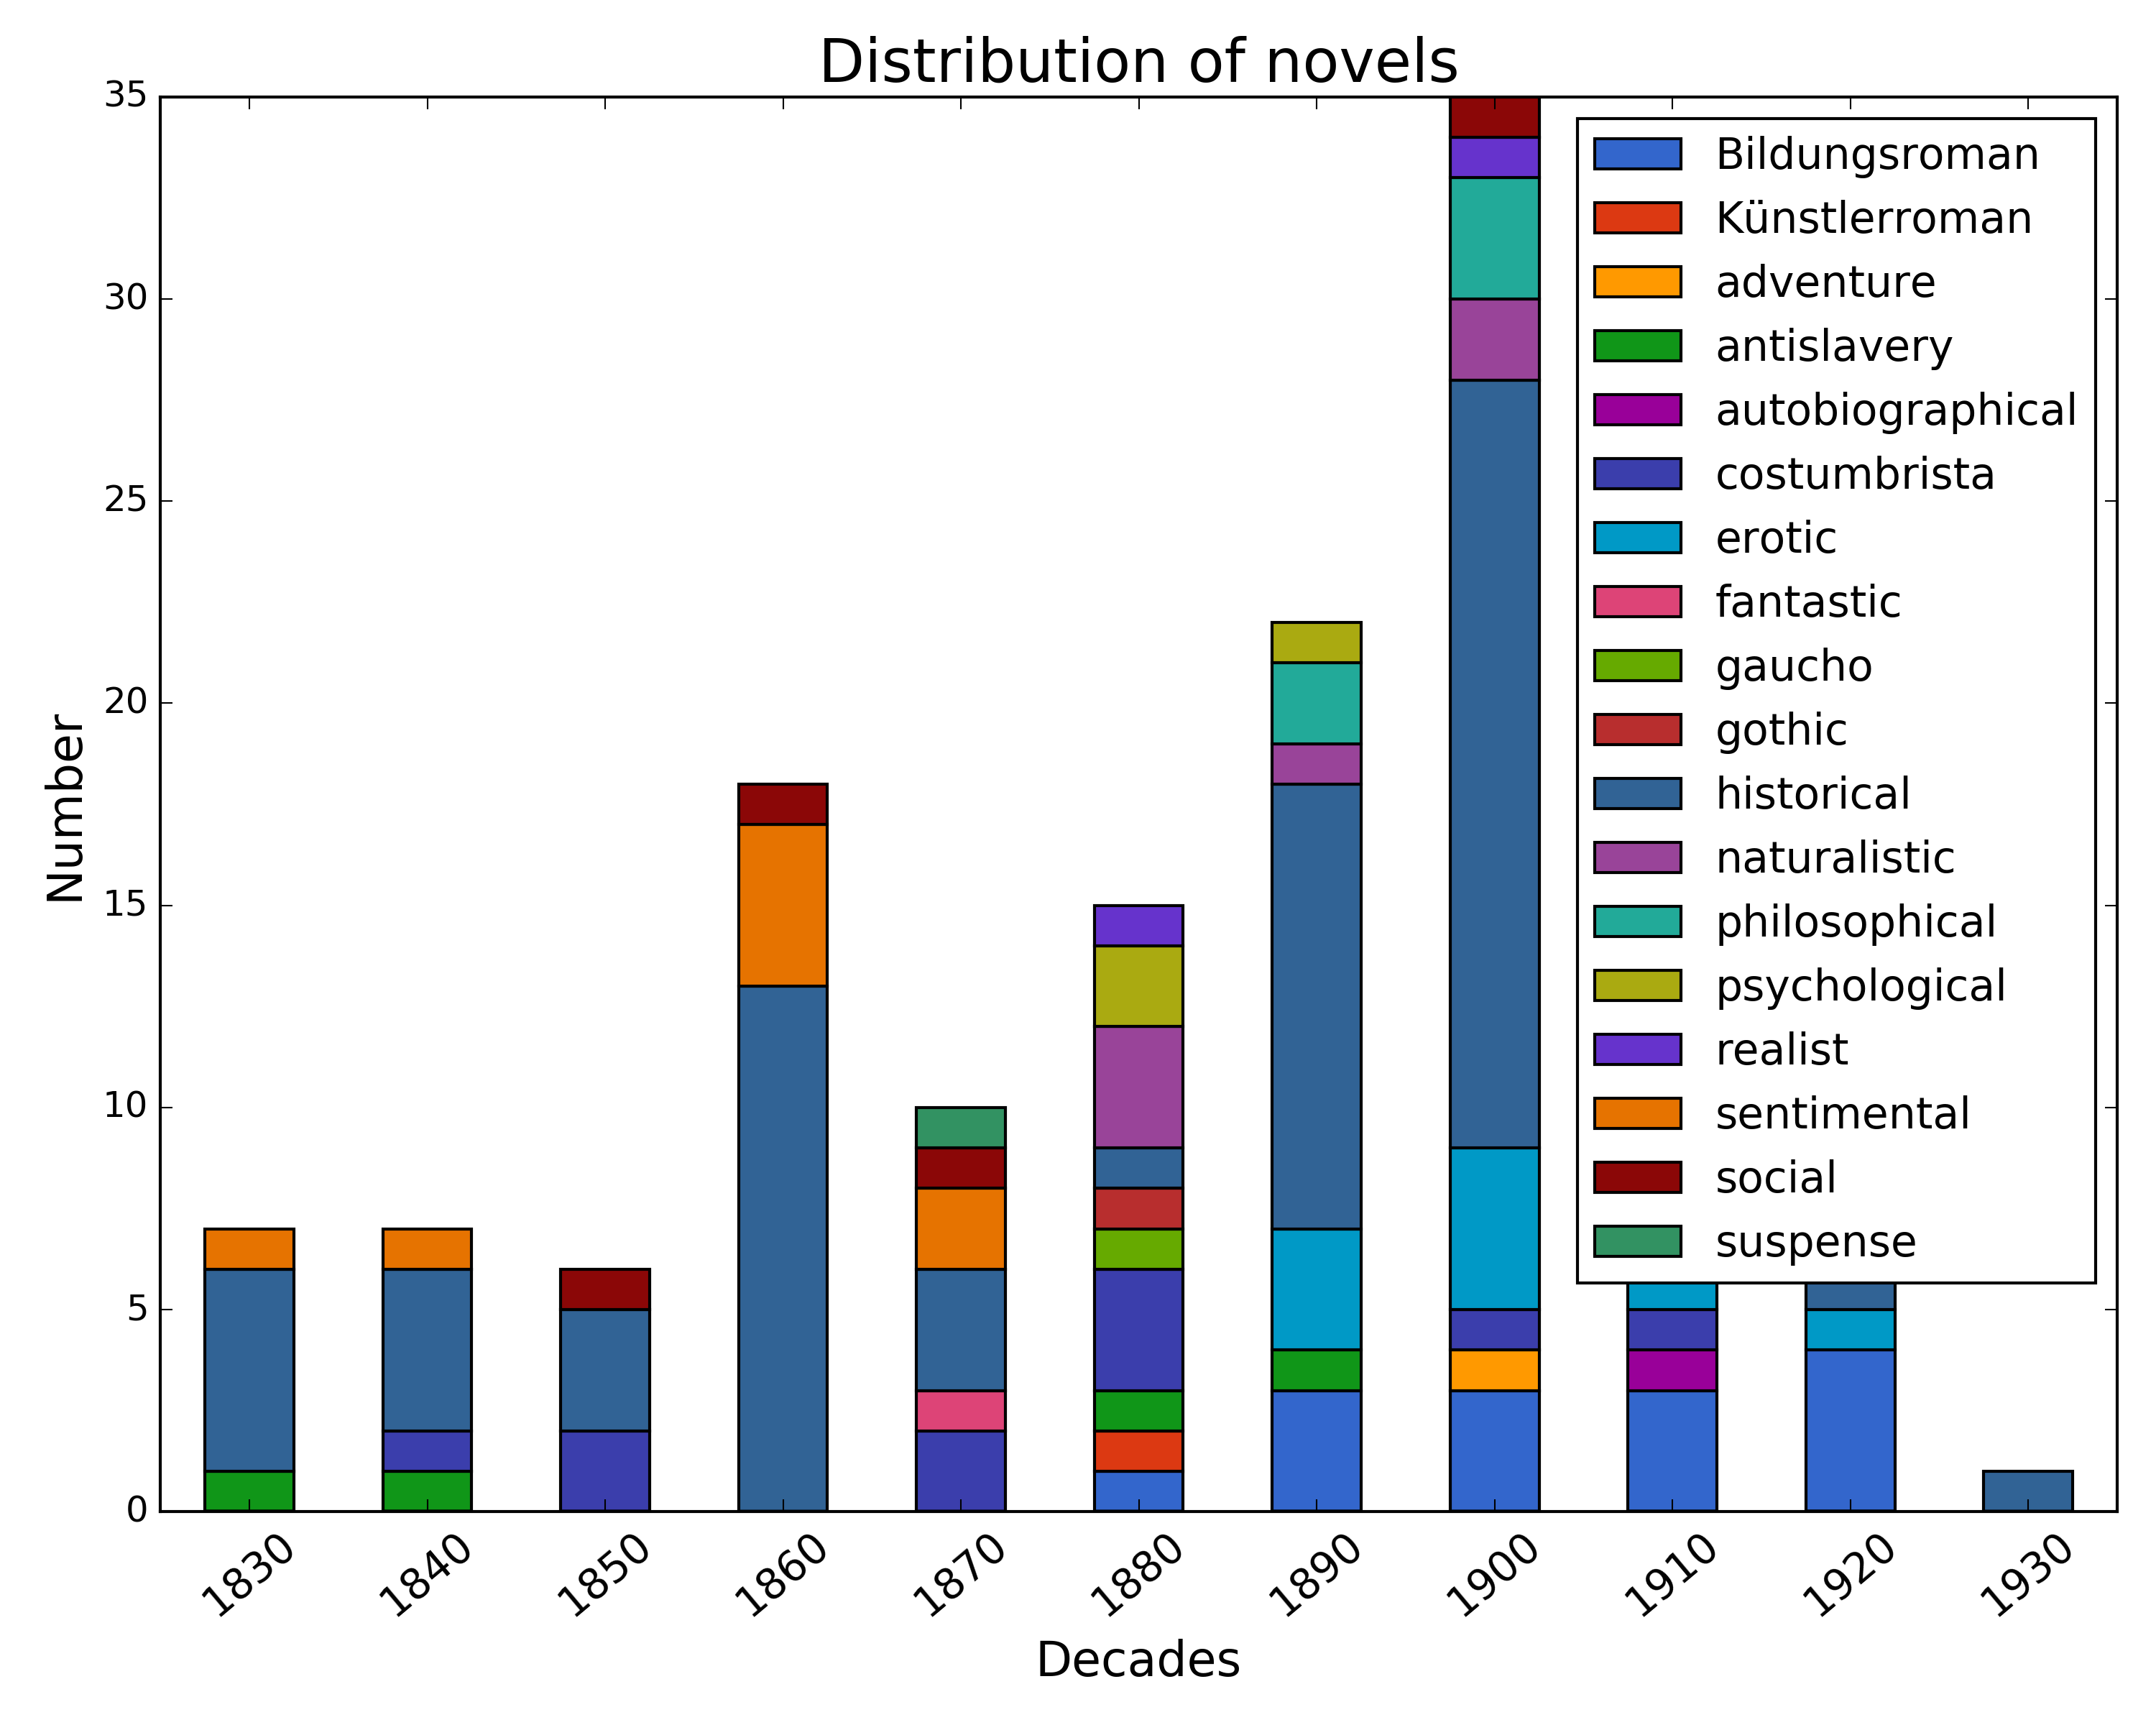 Distribution of novels
35
30
25
20
15
10
5
0
Number
Bildungsroman
Künstlerroman
adventure
antislavery
autobiographical
costumbrista
erotic
fantastic
gaucho
gothic
historical
naturalistic
philosophical
psychological
realist
sentimental
social
suspense
1830 1840 1850 1860 1870 1880 1890 1900 1910 1920 1930
Decades